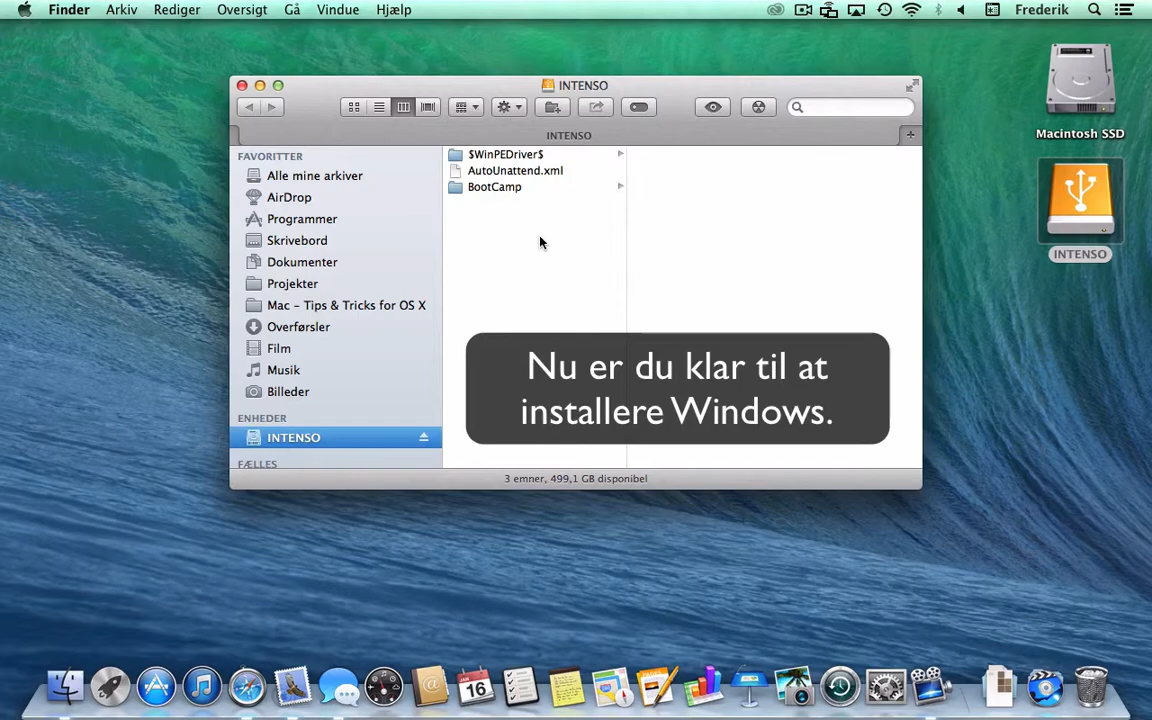 Finder Arkiv Rediger Oversigt Gå Vindue Hjælp Frederik
INTENSO
INTENSO
FAVORITTER
Alle mine arkiver
AirDrop
Programmer
Skrivebord
Dokumenter
Projekter
Mac – Tips & Tricks for OS X
Overførsler
Film
Musik
Billeder
ENHEDER
INTENSO
FÆLLES
$WinPEDriver$
AutoUnattend.xml
BootCamp
Nu er du klar til at
installere Windows.
3 emner, 499,1 GB disponibel
Macintosh SSD
INTENSO
JAN
16